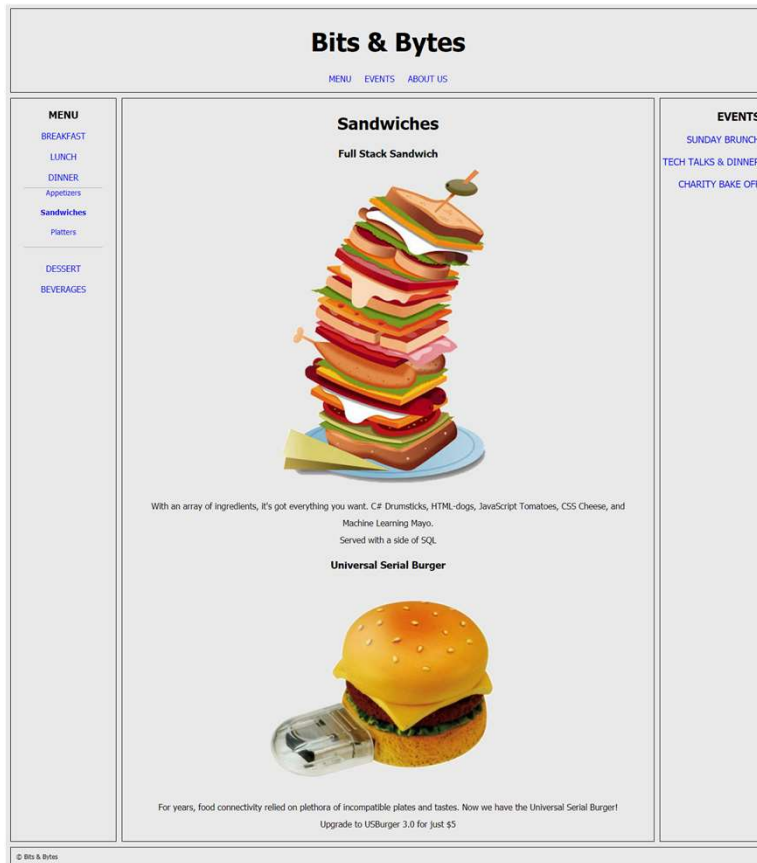 Bits & Bytes
MENU EVENTS ABOUT US
MENU
BREAKFAST
LUNCH
DINNER
Appetizers
Sandwiches
Platters
DESSERT
BEVERAGES
Sandwiches
Full Stack Sandwich
With an array of ingredients, it's got everything you want. C# Drumsticks, HTML-dogs, JavaScript Tomatoes, CSS Cheese, and
Machine Learning Mayo.
Served with a side of SQL
Universal Serial Burger
For years, food connectivity relied on plethora of incompatible plates and tastes. Now we have the Universal Serial Burger!
Upgrade to USBurger 3.0 for just $5
EVENTS
SUNDAY BRUNCH
TECH TALKS & DINNER
CHARITY BAKE OFF
© Bits & Bytes